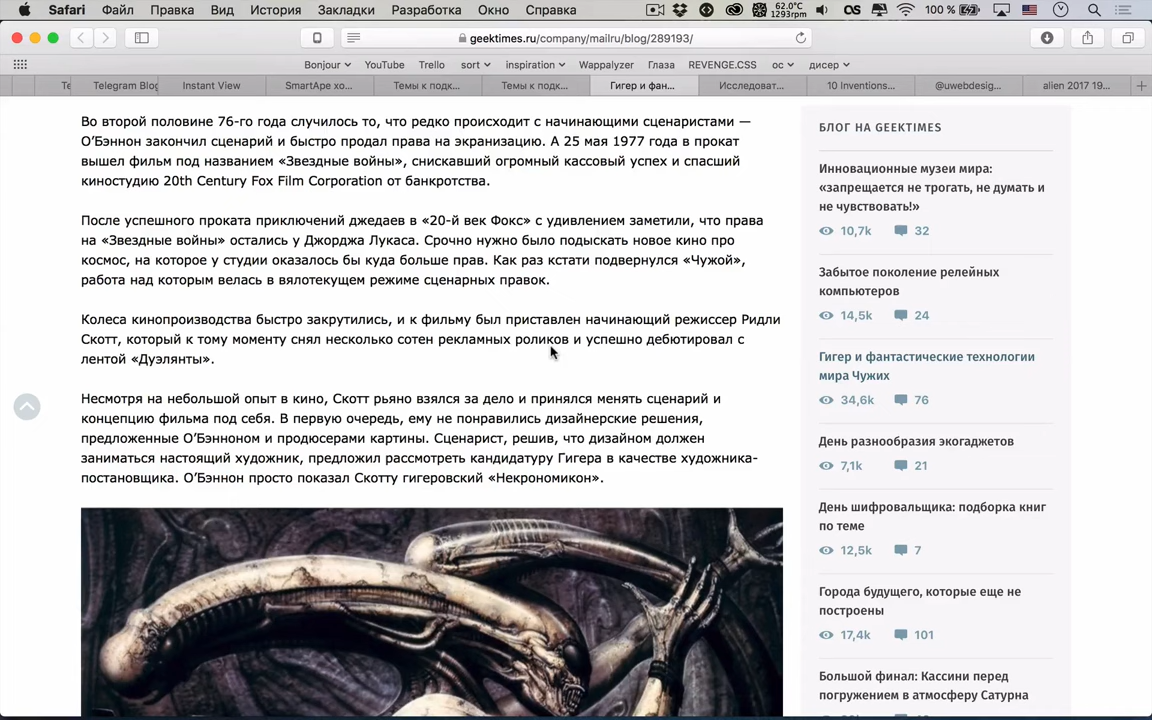 Safari Файл Правка Вид История Закладки Разработка Окно Справка 62.0°C 1293rpm 100 %
geektimes.ru/company/mailru/blog/289193/
Bonjour YouTube Trello sort inspiration Wappalyzer Глаза REVENGE.CSS ос дисер
Te Telegram Blog Instant View SmartApe хо... Темы к подк... Темы к подк... Гигер и фан... Исследоват... 10 Inventions... @uwebdesig... alien 2017 19...
Во второй половине 76-го года случилось то, что редко происходит с начинающими сценаристами —
О'Бэннон закончил сценарий и быстро продал права на экранизацию. А 25 мая 1977 года в прокат
вышел фильм под названием «Звездные войны», снискавший огромный кассовый успех и спасший
киностудию 20th Century Fox Film Corporation от банкротства.
После успешного проката приключений джедаев в «20-й век Фокс» с удивлением заметили, что права
на «Звездные войны» остались у Джорджа Лукаса. Срочно нужно было подыскать новое кино про
космос, на которое у студии оказалось бы куда больше прав. Как раз кстати подвернулся «Чужой»,
работа над которым велась в вялотекущем режиме сценарных правок.
Колеса кинопроизводства быстро закрутились, и к фильму был приставлен начинающий режиссер Ридли
Скотт, который к тому моменту снял несколько сотен рекламных роликов и успешно дебютировал с
лентой «Дуэлянты».
Несмотря на небольшой опыт в кино, Скотт рьяно взялся за дело и принялся менять сценарий и
концепцию фильма под себя. В первую очередь, ему не понравились дизайнерские решения,
предложенные О'Бэнноном и продюсерами картины. Сценарист, решив, что дизайном должен
заниматься настоящий художник, предложил рассмотреть кандидатуру Гигера в качестве художника-
постановщика. О'Бэннон просто показал Скотту гигеровский «Некрономикон».
БЛОГ НА GEEKTIMES
Инновационные музеи мира:
«запрещается не трогать, не думать и
не чувствовать!»
10,7k 32
Забытое поколение релейных
компьютеров
14,5k 24
Гигер и фантастические технологии
мира Чужих
34,6k 76
День разнообразия экогаджетов
7,1k 21
День шифровальщика: подборка книг
по теме
12,5k 7
Города будущего, которые еще не
построены
17,4k 101
Большой финал: Кассини перед
погружением в атмосферу Сатурна